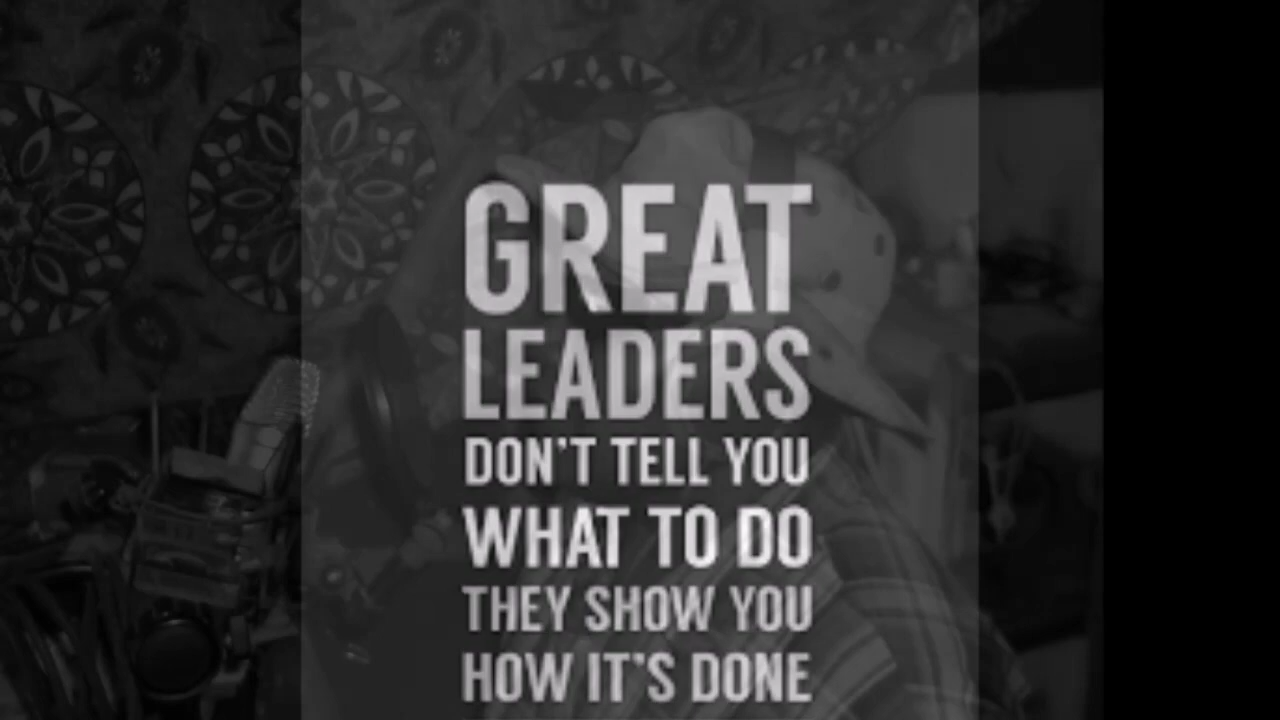 GREAT
LEADERS
DON'T TELL YOU
WHAT TO DO
THEY SHOW YOU
HOW IT'S DONE